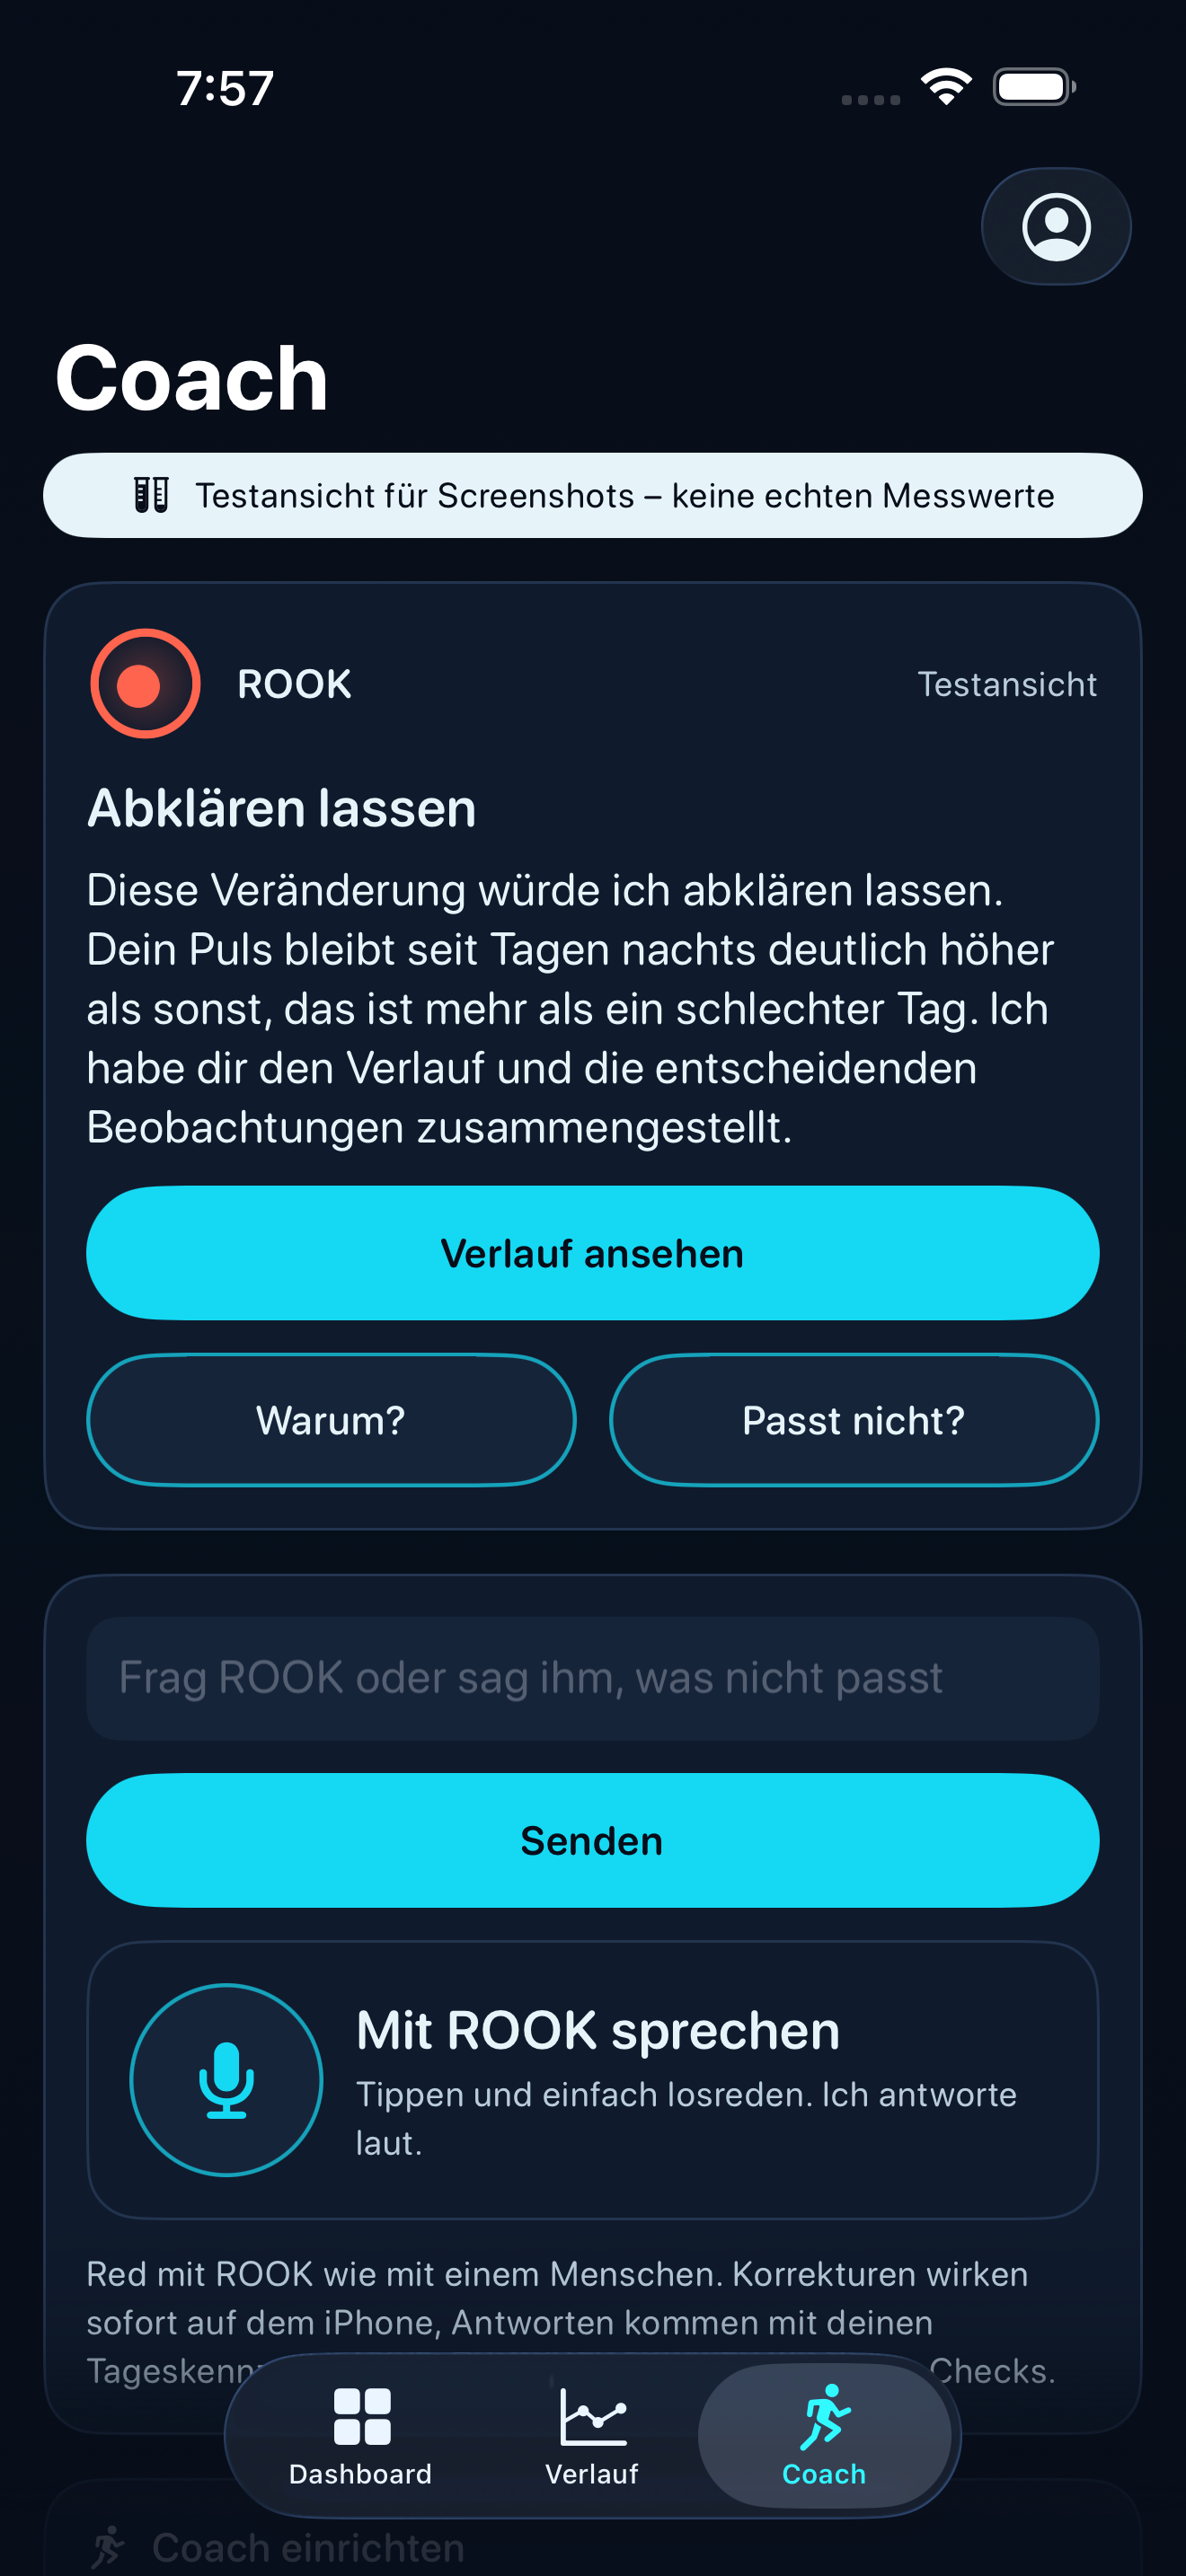 7:57
Coach
Testansicht für Screenshots – keine echten Messwerte
ROOK
Testansicht
Abklären lassen
Diese Veränderung würde ich abklären lassen.
Dein Puls bleibt seit Tagen nachts deutlich höher
als sonst, das ist mehr als ein schlechter Tag. Ich
habe dir den Verlauf und die entscheidenden
Beobachtungen zusammengestellt.
Verlauf ansehen
Warum?
Passt nicht?
Frag ROOK oder sag ihm, was nicht passt
Senden
Mit ROOK sprechen
Tippen und einfach losreden. Ich antworte
laut.
Red mit ROOK wie mit einem Menschen. Korrekturen wirken
sofort auf dem iPhone, Antworten kommen mit deinen
Checks.
Dashboard
Verlauf
Coach
Coach einrichten